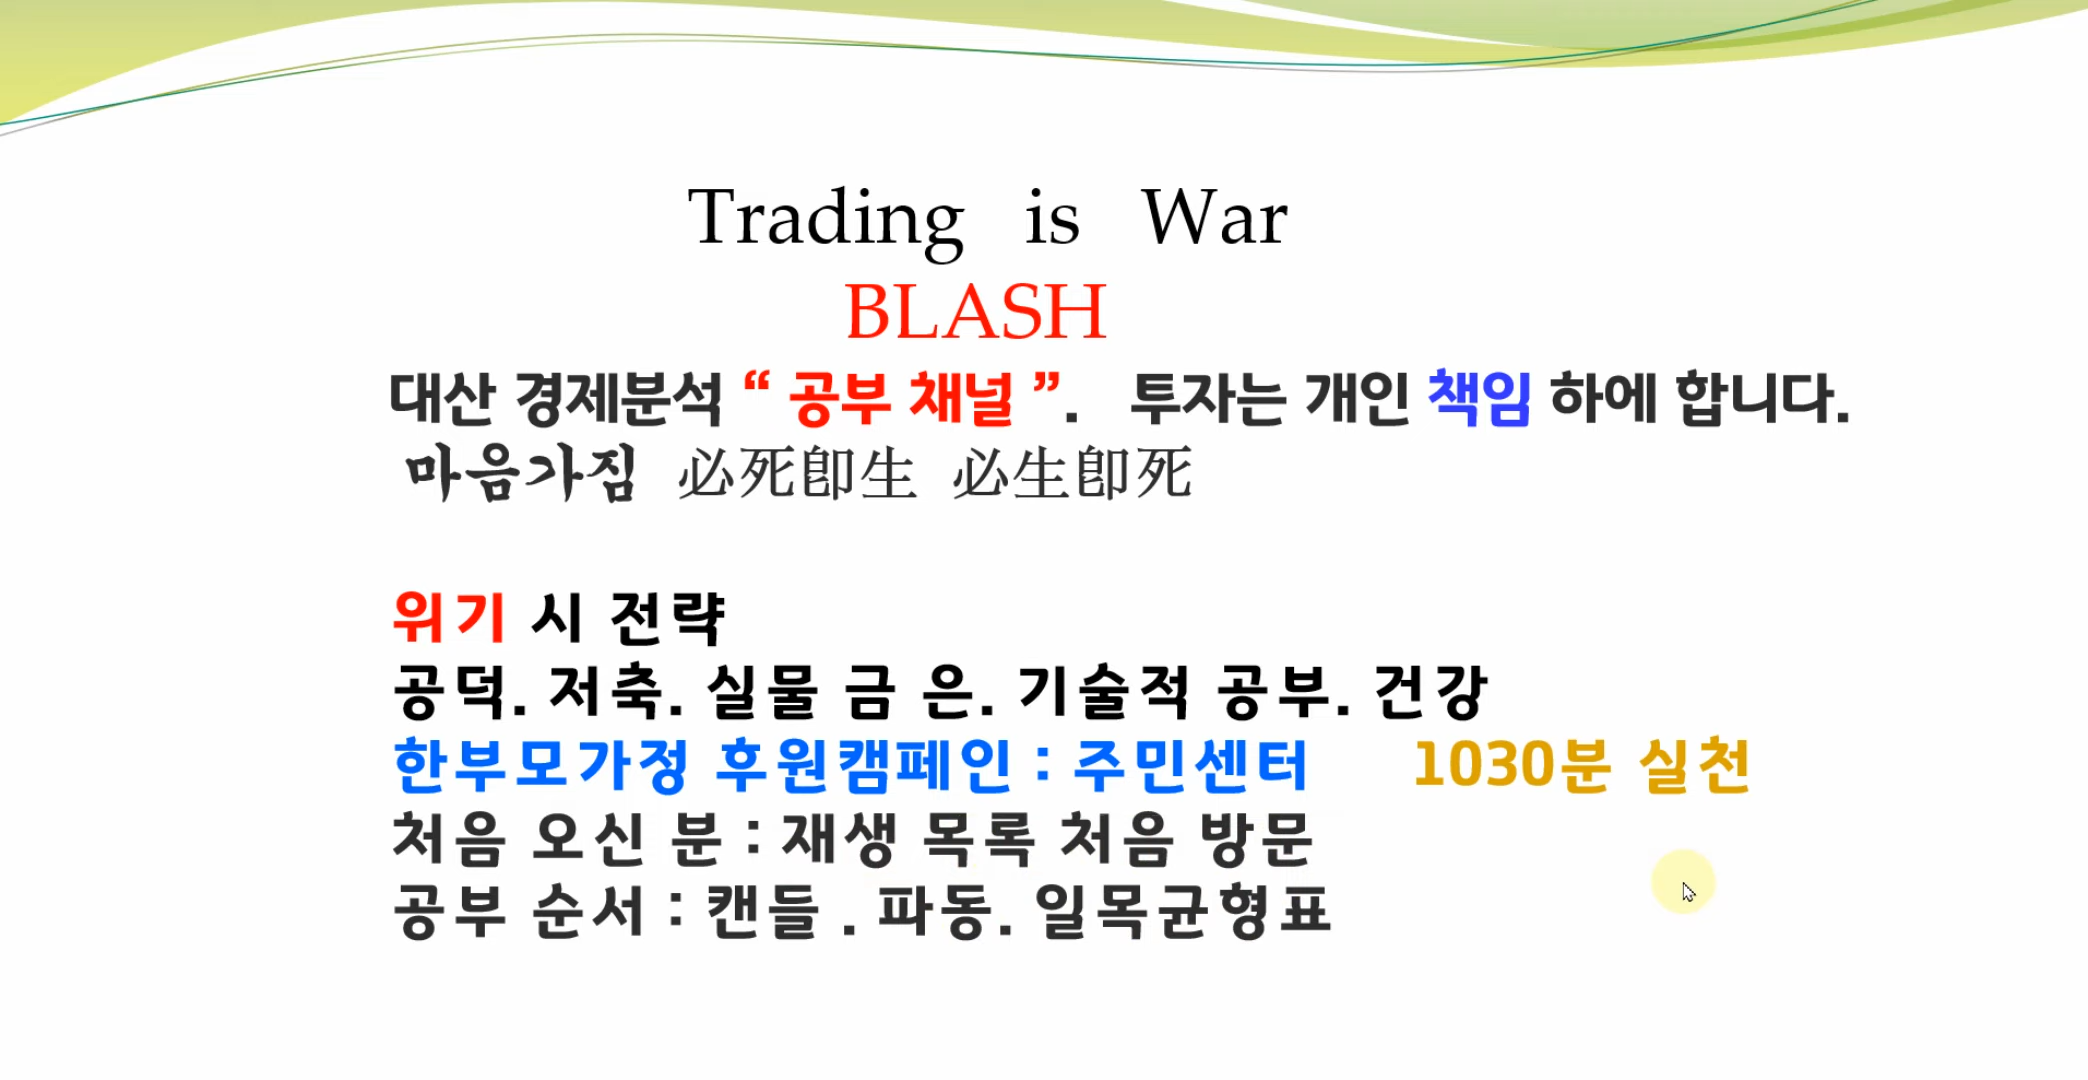 Trading is War
BLASH
대산 경제분석 “ 공부 채널 ”. 투자는 개인 책임 하에 합니다.
마음가짐 必死卽生 必生卽死
위기 시 전략
공덕. 저축. 실물 금 은. 기술적 공부. 건강
한부모가정 후원캠페인 : 주민센터 1030분 실천
처음 오신 분 : 재생 목록 처음 방문
공부 순서 : 캔들 . 파동. 일목균형표